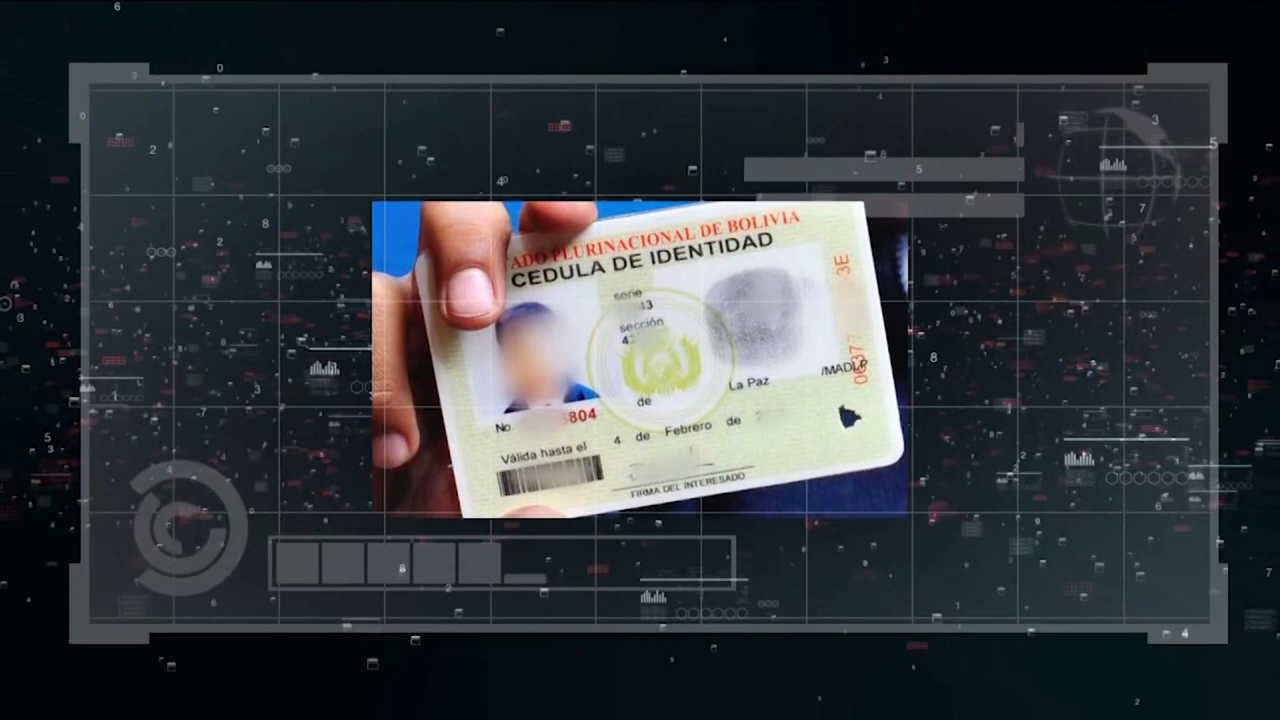 ADO PLURINACIONAL DE BOLIVIA
CEDULA DE IDENTIDAD
serie
43
sección
La Paz
/MADLP
3E
de
No.
804
4 de Febrero de
Válida hasta el
FIRMA DEL INTERESADO